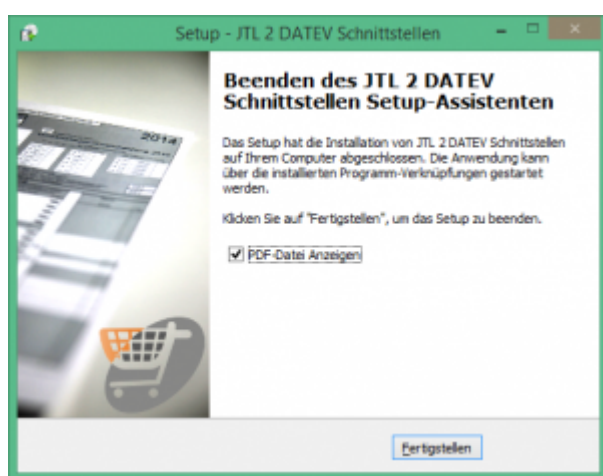 Setup - JTL 2 DATEV Schnittstellen
Beenden des JTL 2 DATEV
Schnittstellen Setup-Assistenten
2014
Das Setup hat die Installation von JTL 2 DATEV Schnittstellen
auf Ihrem Computer abgeschlossen. Die Anwendung kann
über die installierten Programm-Verknüpfungen gestartet
werden.
Klicken Sie auf "Fertigstellen", um das Setup zu beenden.
PDF-Datei Anzeigen
Fertigstellen